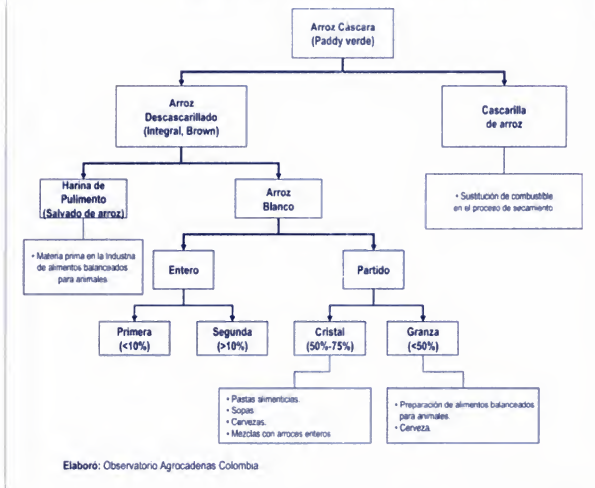 Arroz Cáscara
(Paddy verde)
Arroz
Descascarillado
(Integral, Brown)
Cascarilla
de arroz
Harina de
Pulimento
(Salvado de arroz)
Arroz
Blanco
• Sustitución de combustible
en el proceso de secamiento
• Materia prima en la Industria
de alimentos balanceados
para animales
Entero
Partido
Primera
(<10%)
Segunda
(>10%)
Cristal
(50%-75%)
Granza
(<50%)
• Pastas alimenticias.
• Sopas
• Cervezas.
• Mezclas con arroces enteros
• Preparación de alimentos balanceados
para animales.
• Cerveza.
Elaboró: Observatorio Agrocadenas Colombia